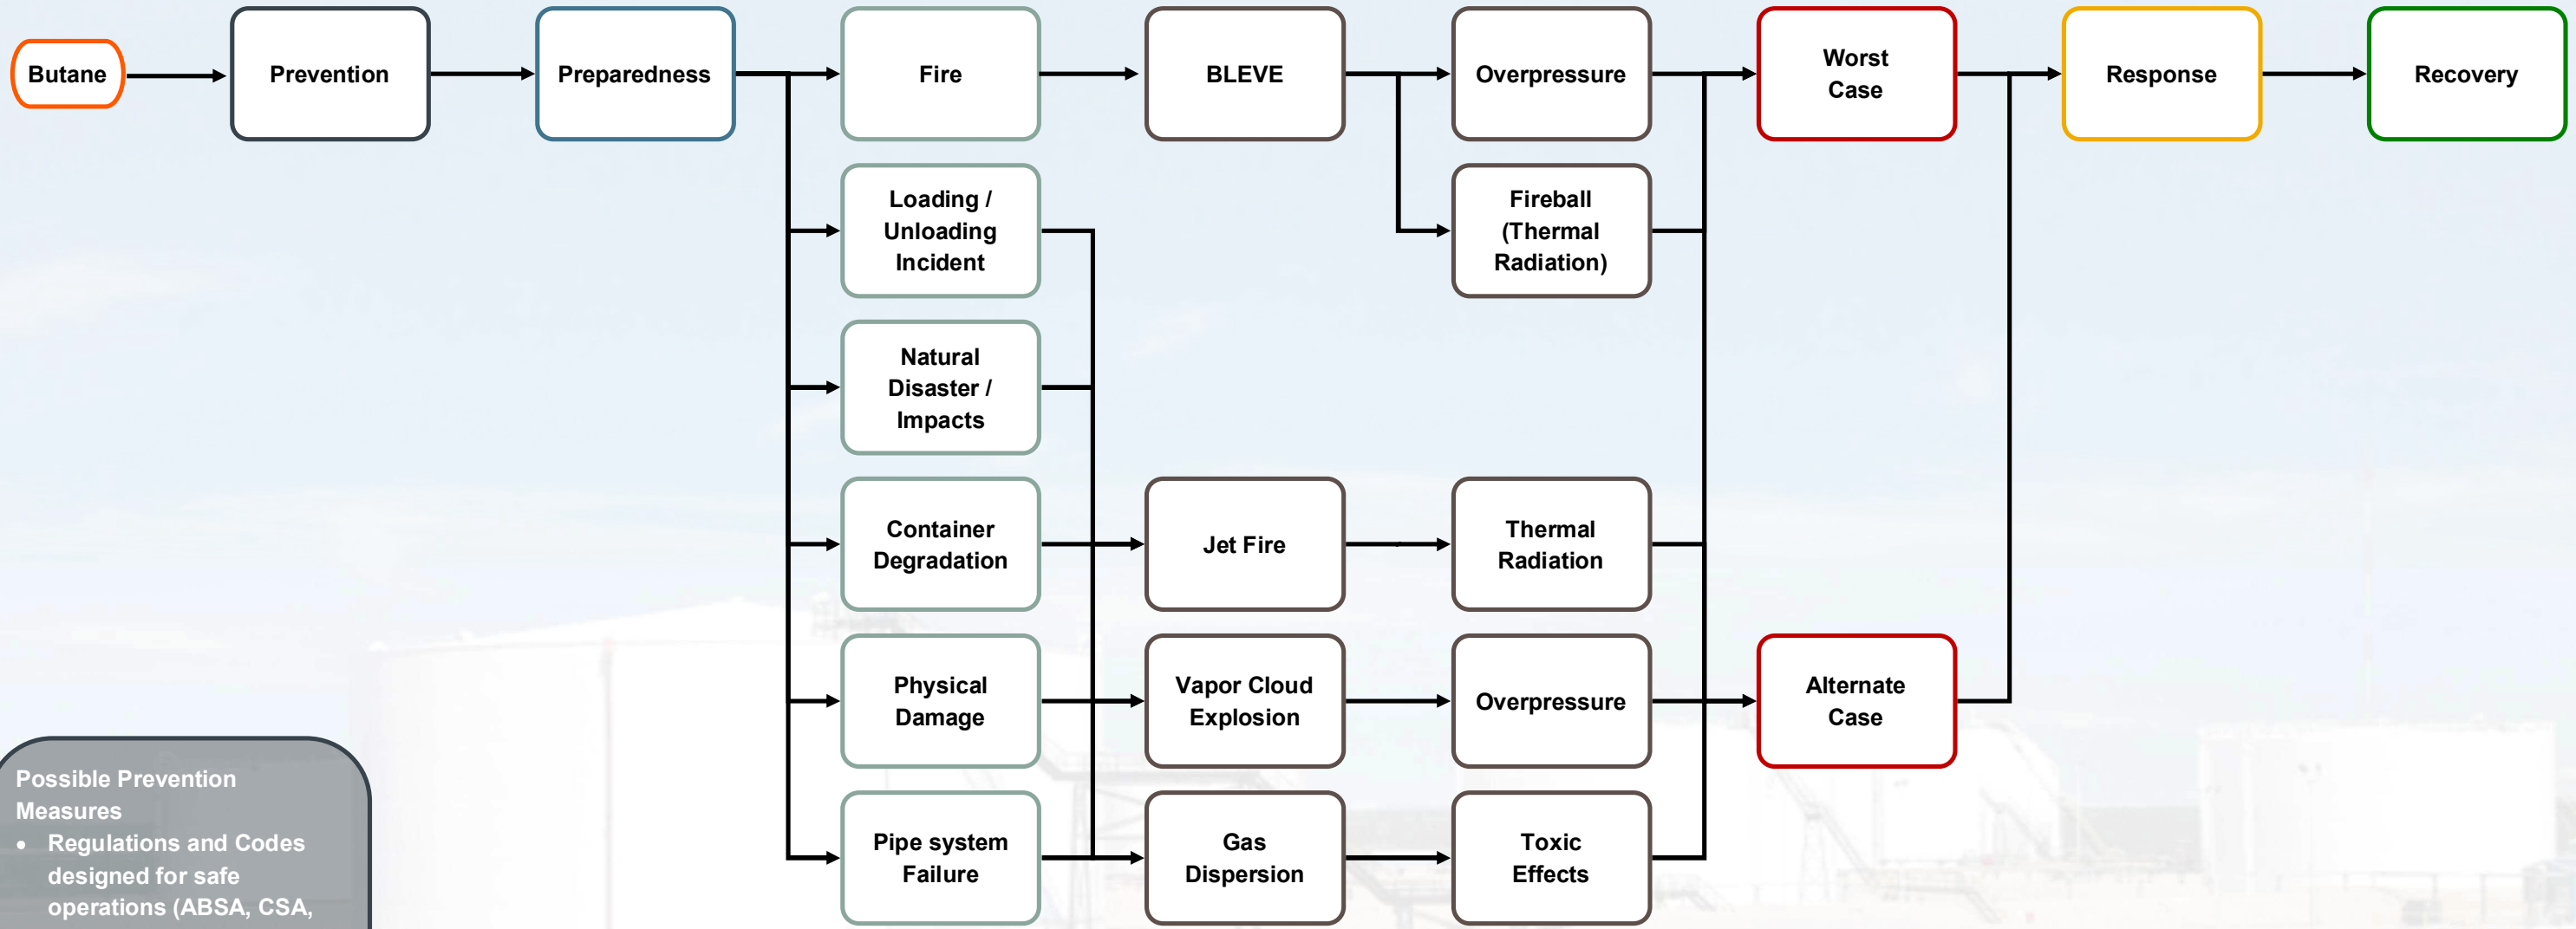 Butane
Prevention
Preparedness
Fire
BLEVE
Overpressure
Worst
Case
Response
Recovery
Loading /
Unloading
Incident
Fireball
(Thermal
Radiation)
Natural
Disaster /
Impacts
Container
Degradation
Jet Fire
Thermal
Radiation
Physical
Damage
Vapor Cloud
Explosion
Overpressure
Alternate
Case
Pipe system
Failure
Gas
Dispersion
Toxic
Effects
Possible Prevention
Measures
• Regulations and Codes
designed for safe
operations (ABSA, CSA,